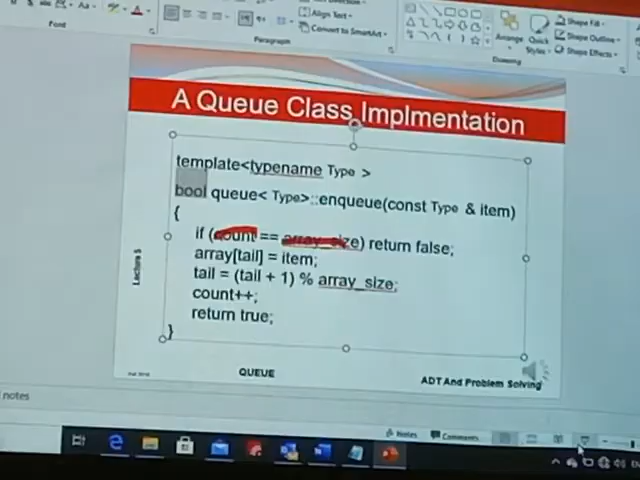 Font
Paragraph
Drawing
Align Text
Convert to SmartArt
Arrange
Quick
Styles
Shape Fill
Shape Outline
Shape Effects
A Queue Class Implmentation
template<typename Type >
bool queue< Type>::enqueue(const Type & item)
{
if (count == array_size) return false;
array[tail] = item;
tail = (tail + 1) % array_size;
count++;
return true;
}
Lecture 5
QUEUE
ADT And Problem Solving
notes
Notes
Comments